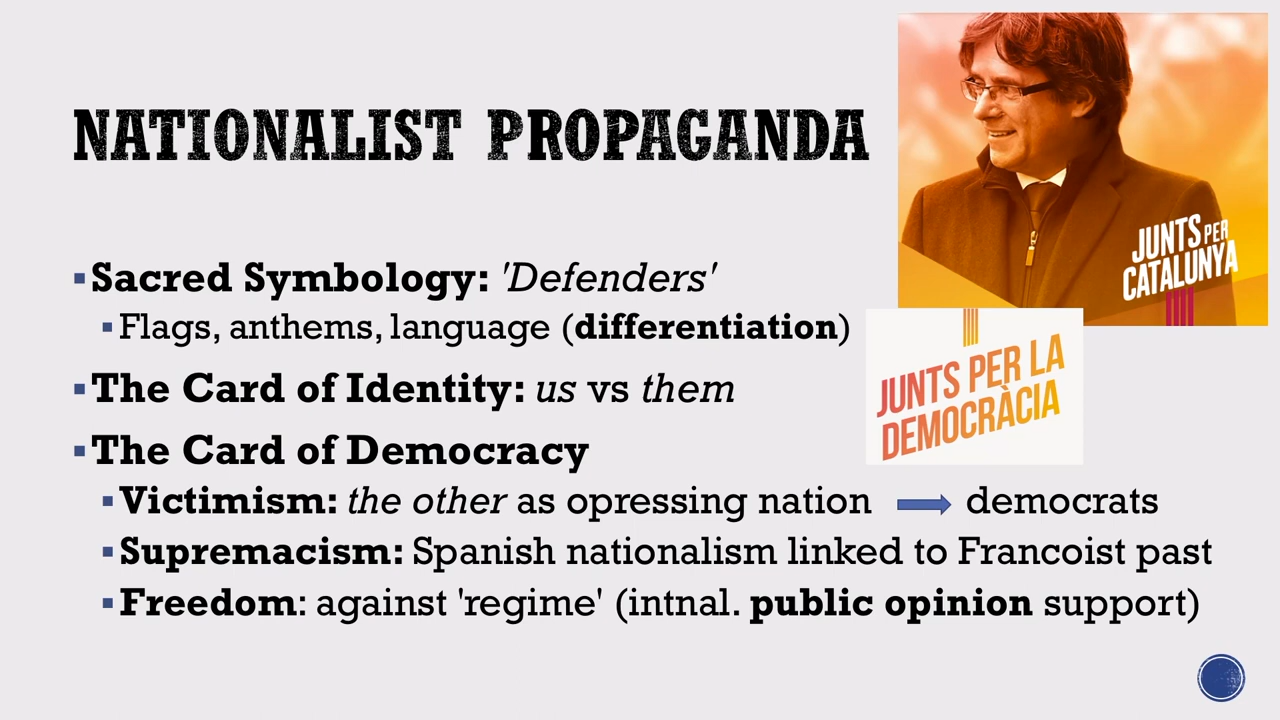 NATIONALIST PROPAGANDA
JUNTS PER
CATALUNYA
▪Sacred Symbology: 'Defenders'
▪Flags, anthems, language (differentiation)
▪The Card of Identity: us vs them
▪The Card of Democracy
▪Victimism: the other as opressing nation → democrats
▪Supremacism: Spanish nationalism linked to Francoist past
▪Freedom: against 'regime' (intnal. public opinion support)
JUNTS PER LA
DEMOCRÀCIA